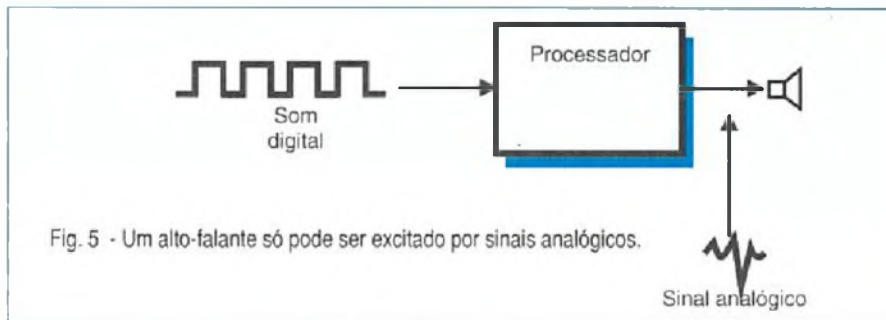 Processador
Som
digital
Fig. 5 - Um alto-falante só pode ser excitado por sinais analógicos.
Sinal analógico